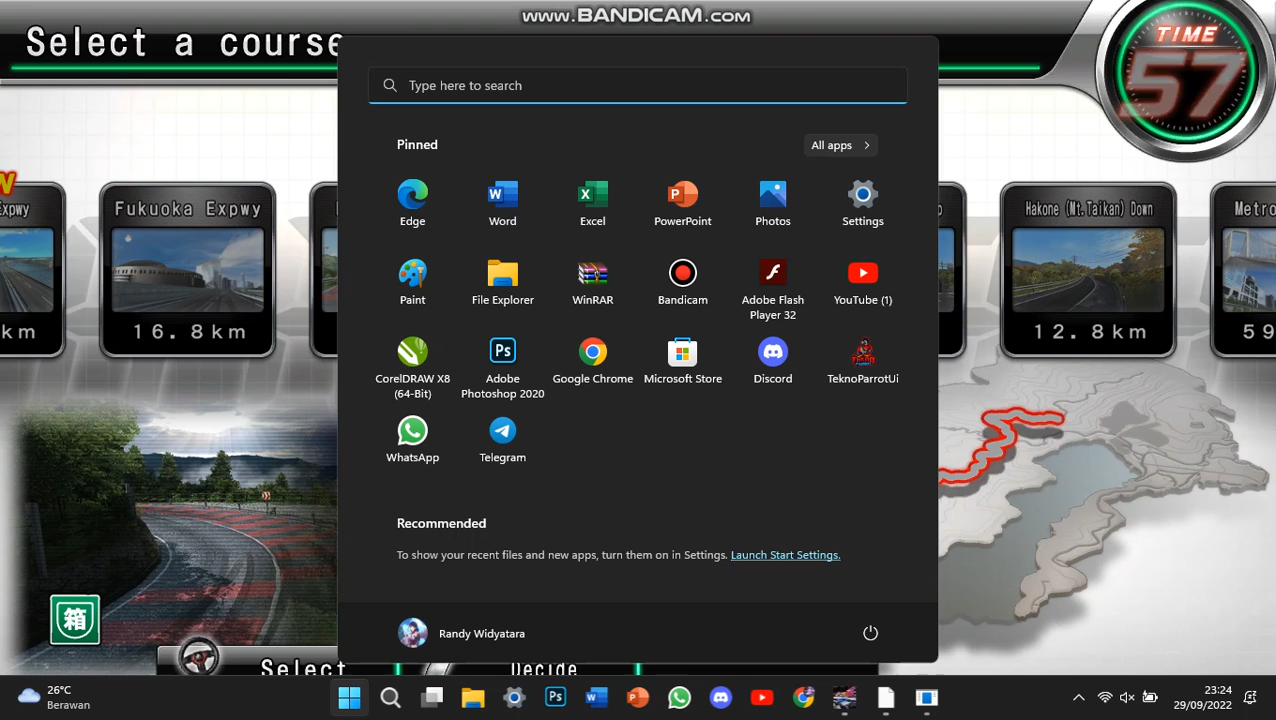 www.BANDICAM.com
Select a course
TIME
57
Type here to search
Pinned
All apps
Edge
Word
Excel
PowerPoint
Photos
Settings
Paint
File Explorer
WinRAR
Bandicam
Adobe Flash
Player 32
YouTube (1)
CorelDRAW X8
(64-Bit)
Adobe
Photoshop 2020
Google Chrome
Microsoft Store
Discord
TeknoParrotUi
WhatsApp
Telegram
Recommended
To show your recent files and new apps, turn them on in Settings. Launch Start Settings.
Randy Widyatara
Expwy
km
Fukuoka Expwy
16.8km
Hakone (Mt.Taikan) Down
12.8km
Metro
59
箱
Select
Decide
26°C
Berawan
23:24
29/09/2022